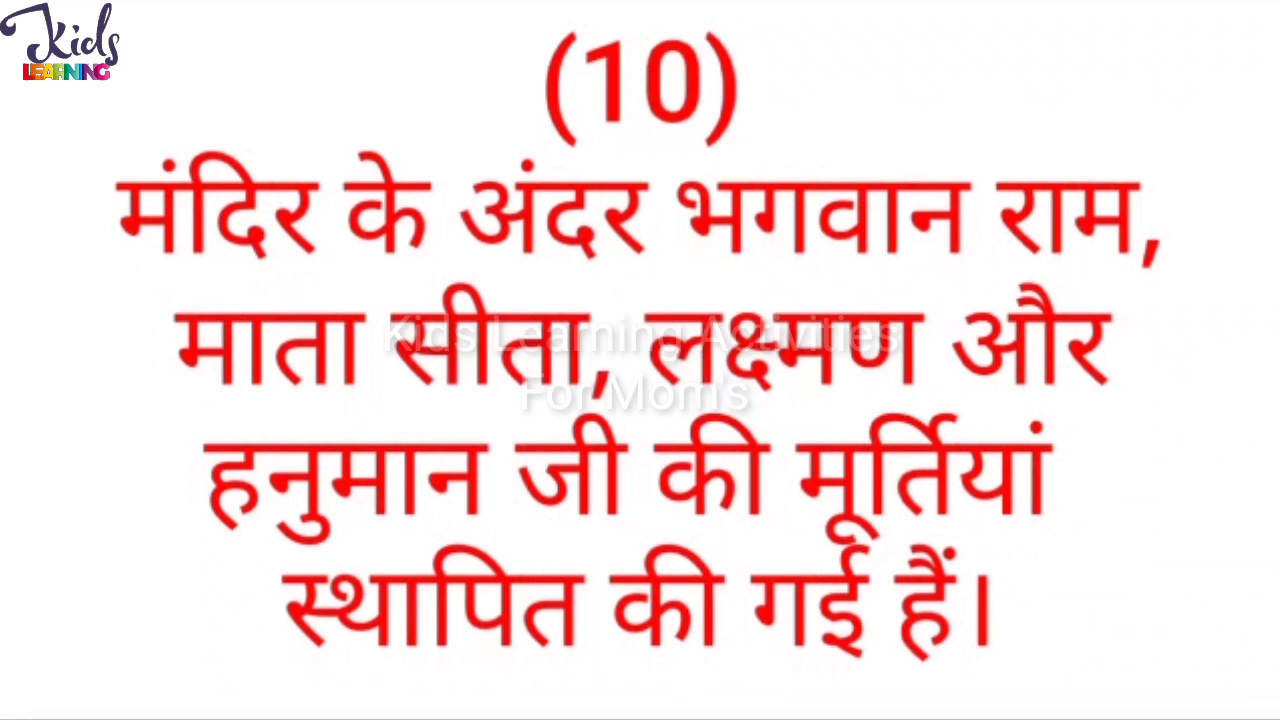 Kids
LEARNING
(10)
मंदिर के अंदर भगवान राम,
माता सीता, लक्ष्मण और
हनुमान जी की मूर्तियां
स्थापित की गई हैं।
Kids Learning Activities
For Mom's